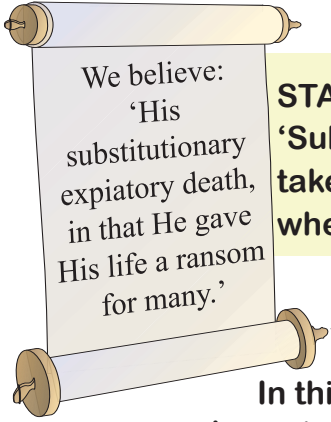 We believe:
‘His
substitutionary
expiatory death,
in that He gave
His life a ransom
for many.’
STA
‘Sul
take
whe
In thi